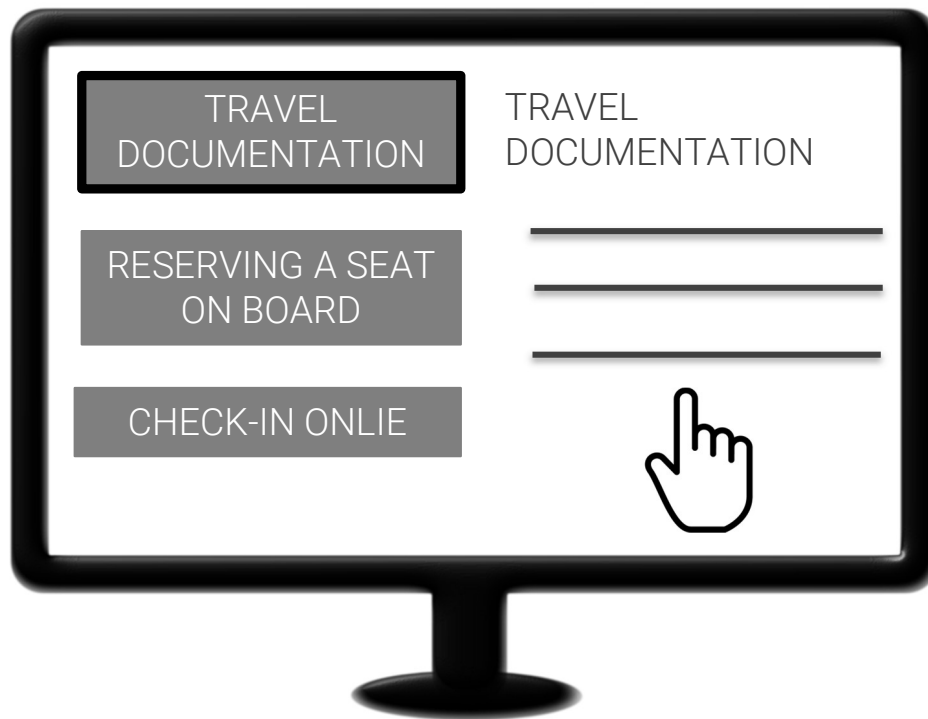 TRAVEL
DOCUMENTATION
RESERVING A SEAT
ON BOARD
CHECK-IN ONLIE
TRAVEL
DOCUMENTATION